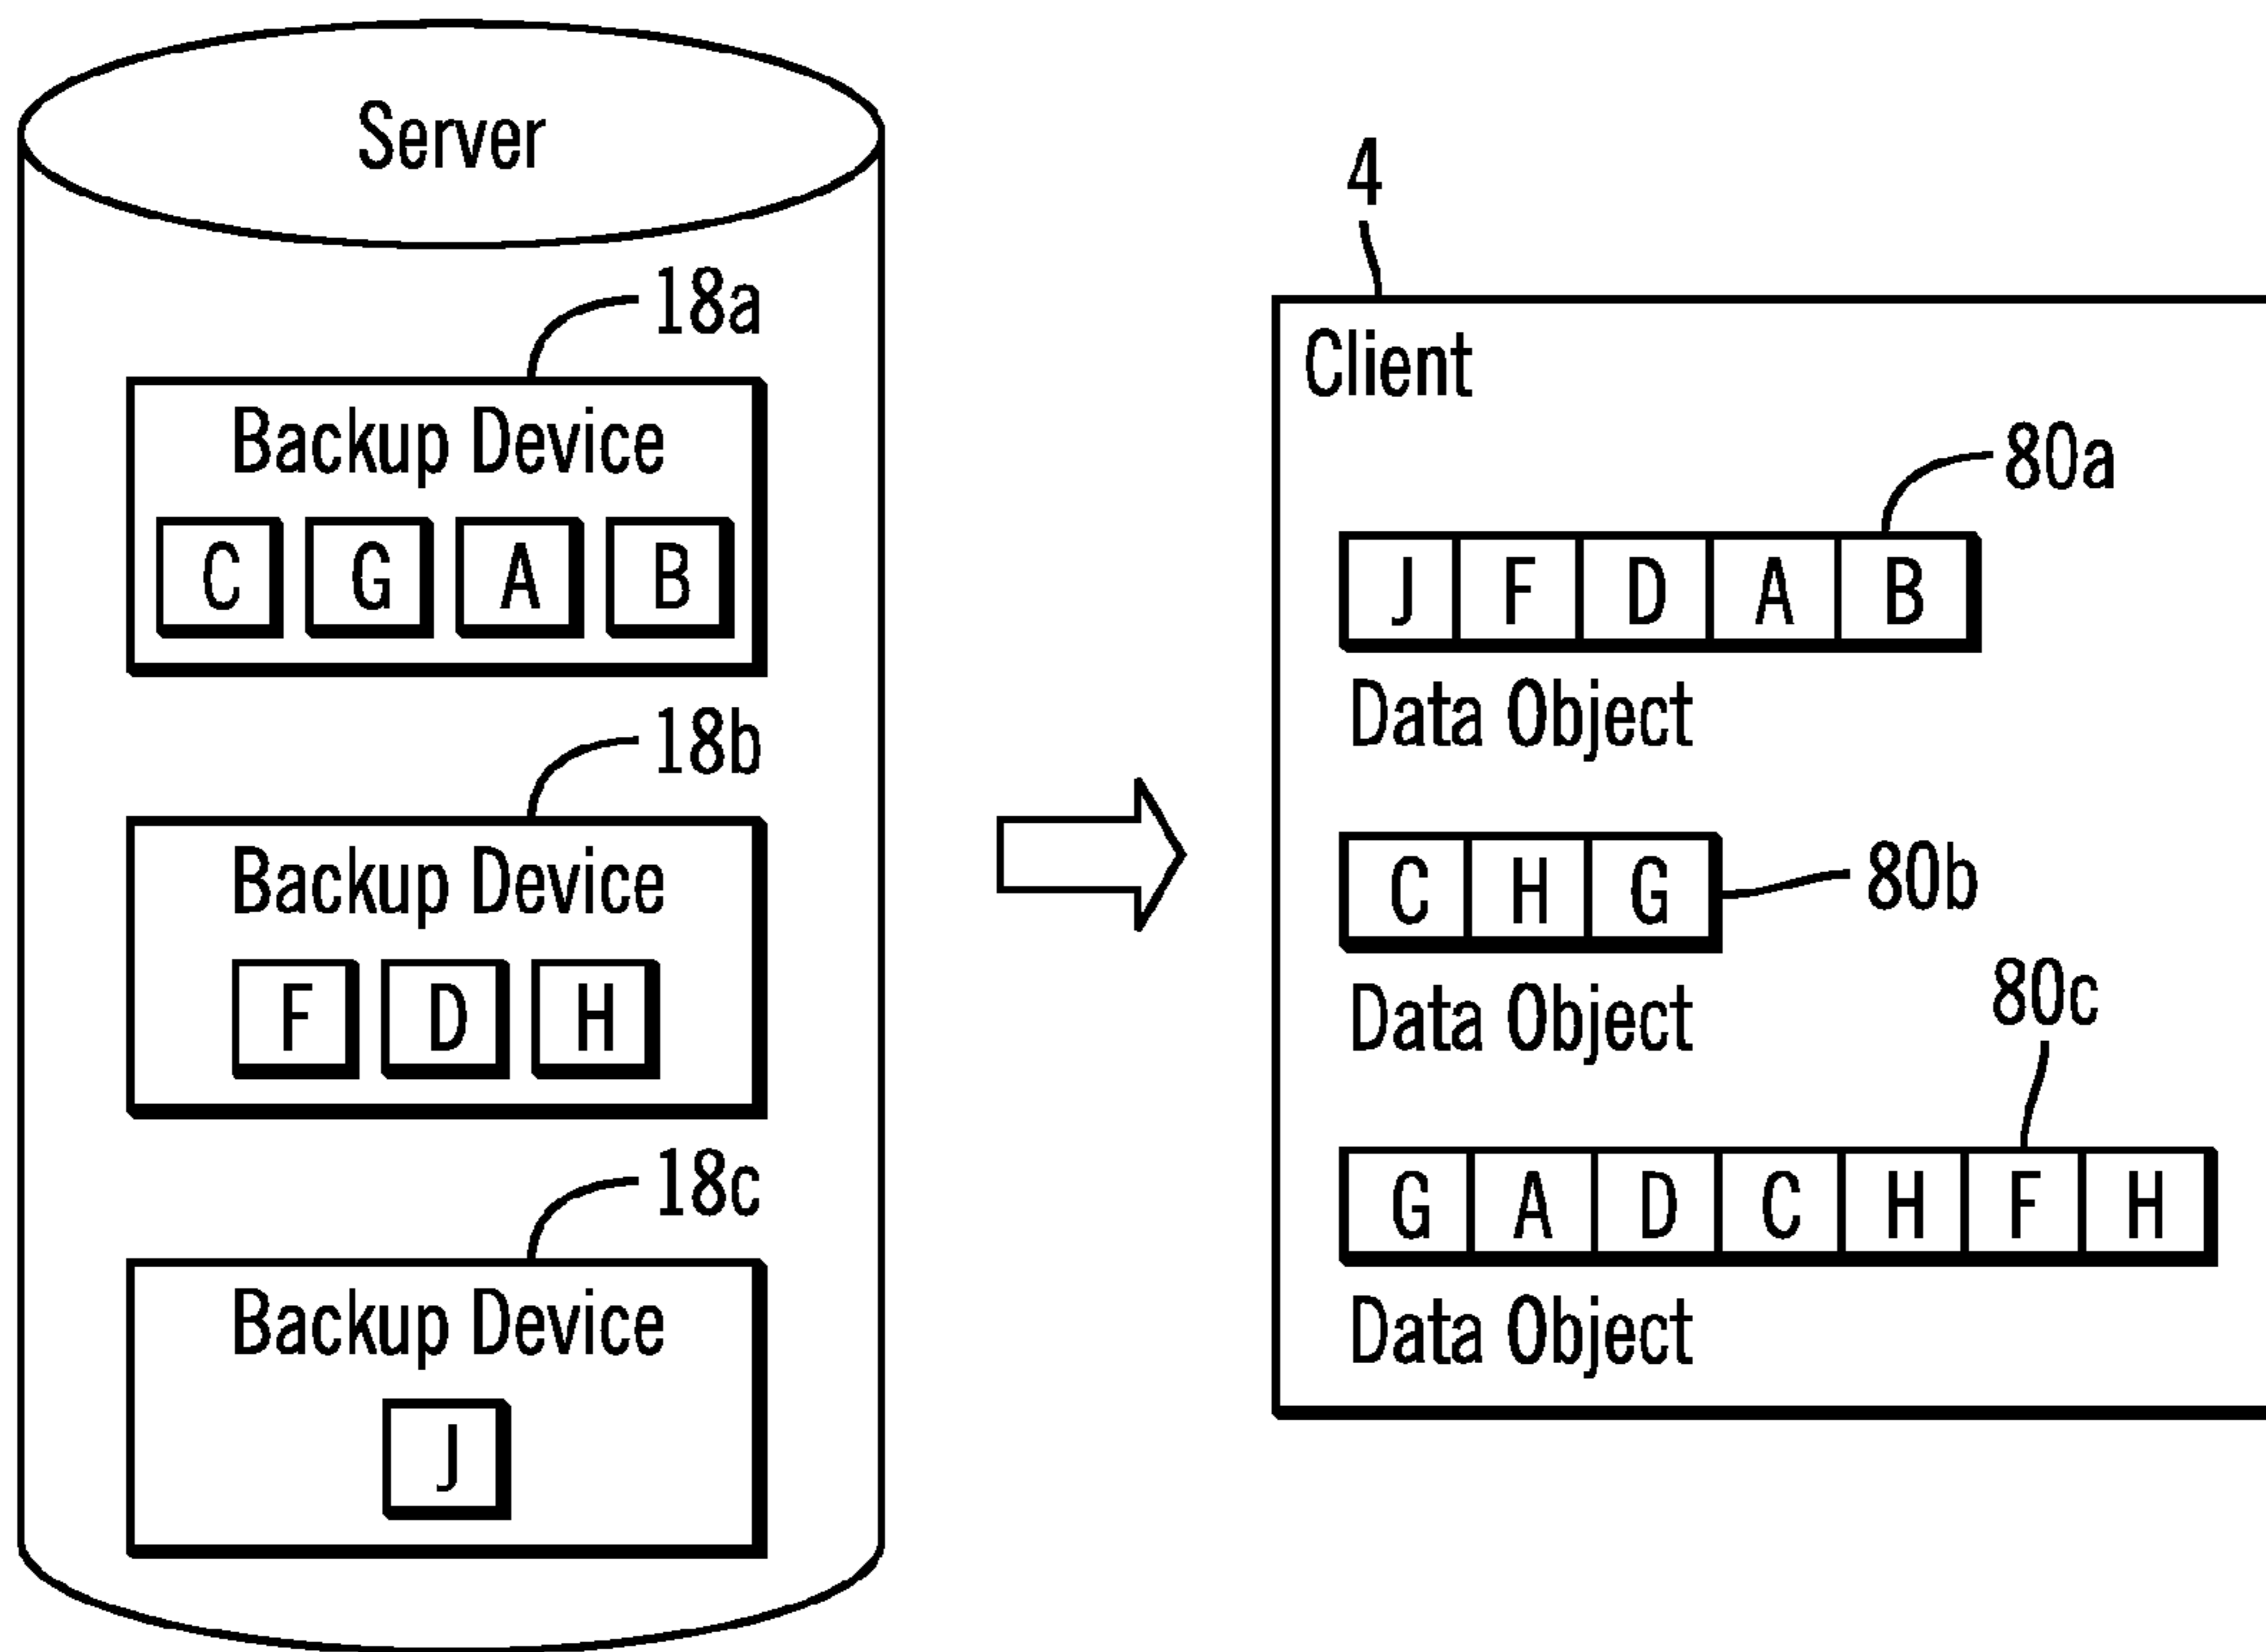 Server
18a
Backup Device
C G A B
18b
Backup Device
F D H
18c
Backup Device
J
4
Client
80a
J F D A B
Data Object
C H G
80b
Data Object
80c
G A D C H F H
Data Object